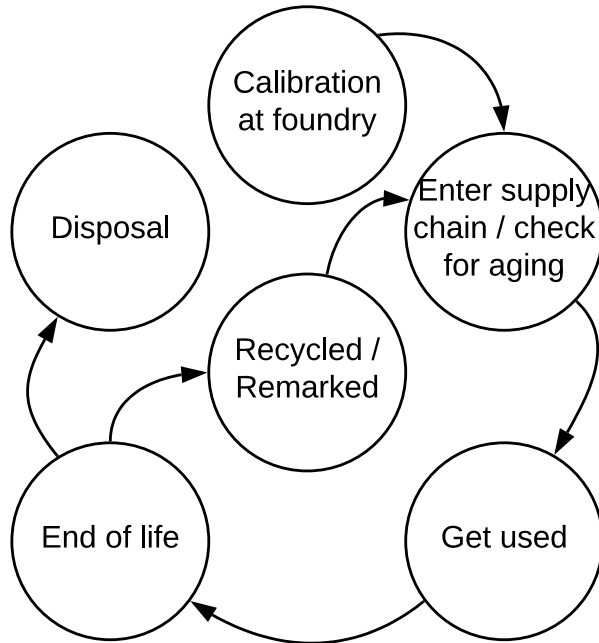 Calibration
at foundry
Enter supply
chain / check
for aging
Disposal
Recycled /
Remarked
End of life
Get used